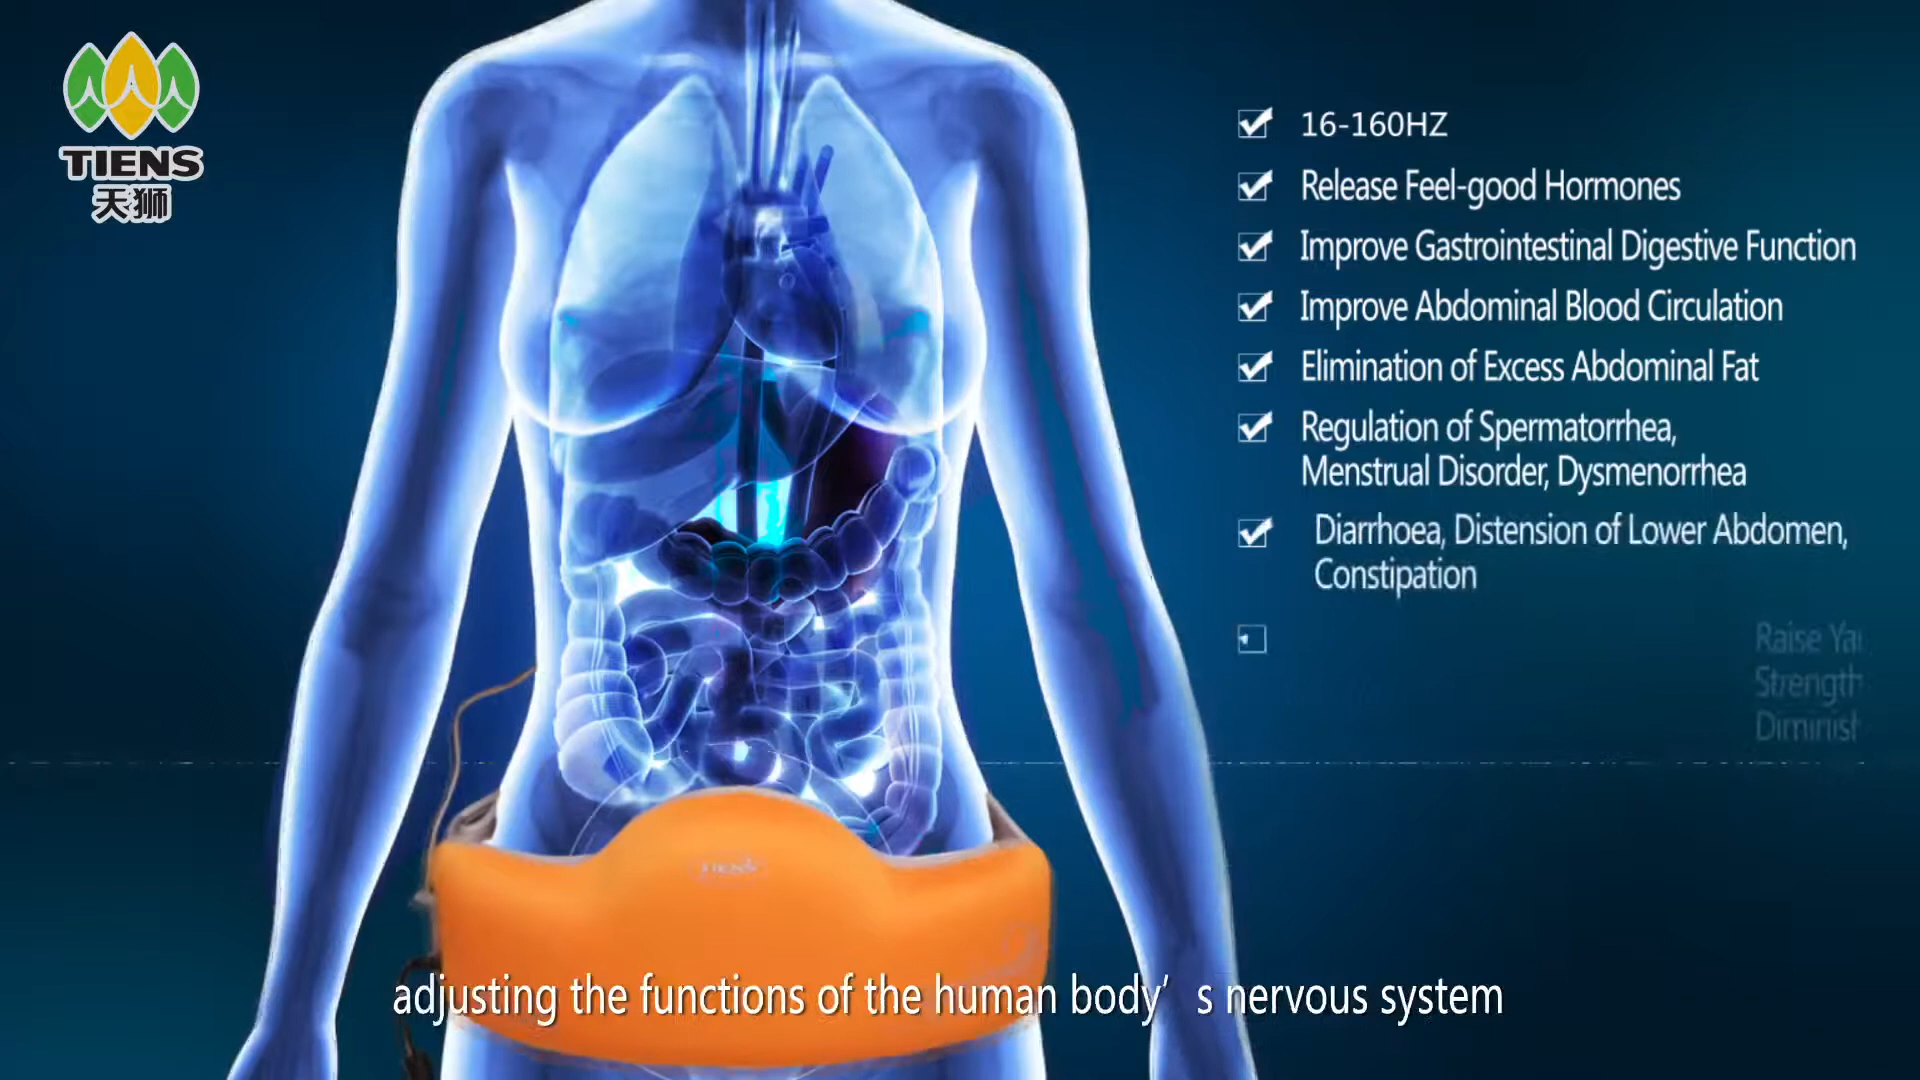 TIENS
天狮
16-160HZ
Release Feel-good Hormones
Improve Gastrointestinal Digestive Function
Improve Abdominal Blood Circulation
Elimination of Excess Abdominal Fat
Regulation of Spermatorrhea,
Menstrual Disorder, Dysmenorrhea
Diarrhoea, Distension of Lower Abdomen,
Constipation
Raise
TIENS
adjusting the functions of the human body's nervous system